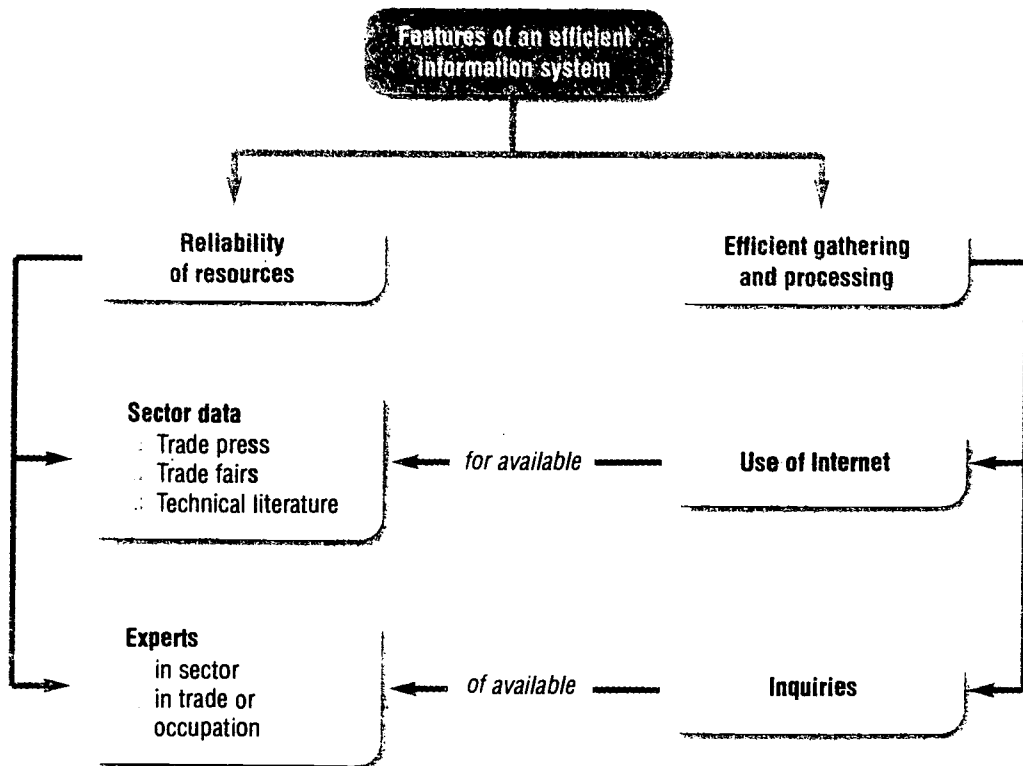 Features of an efficient
information system
Reliability
of resources
Efficient gathering
and processing
Sector data
Trade press
Trade fairs
Technical literature
for available
Use of Internet
Experts
in sector
in trade or
occupation
of available
Inquiries